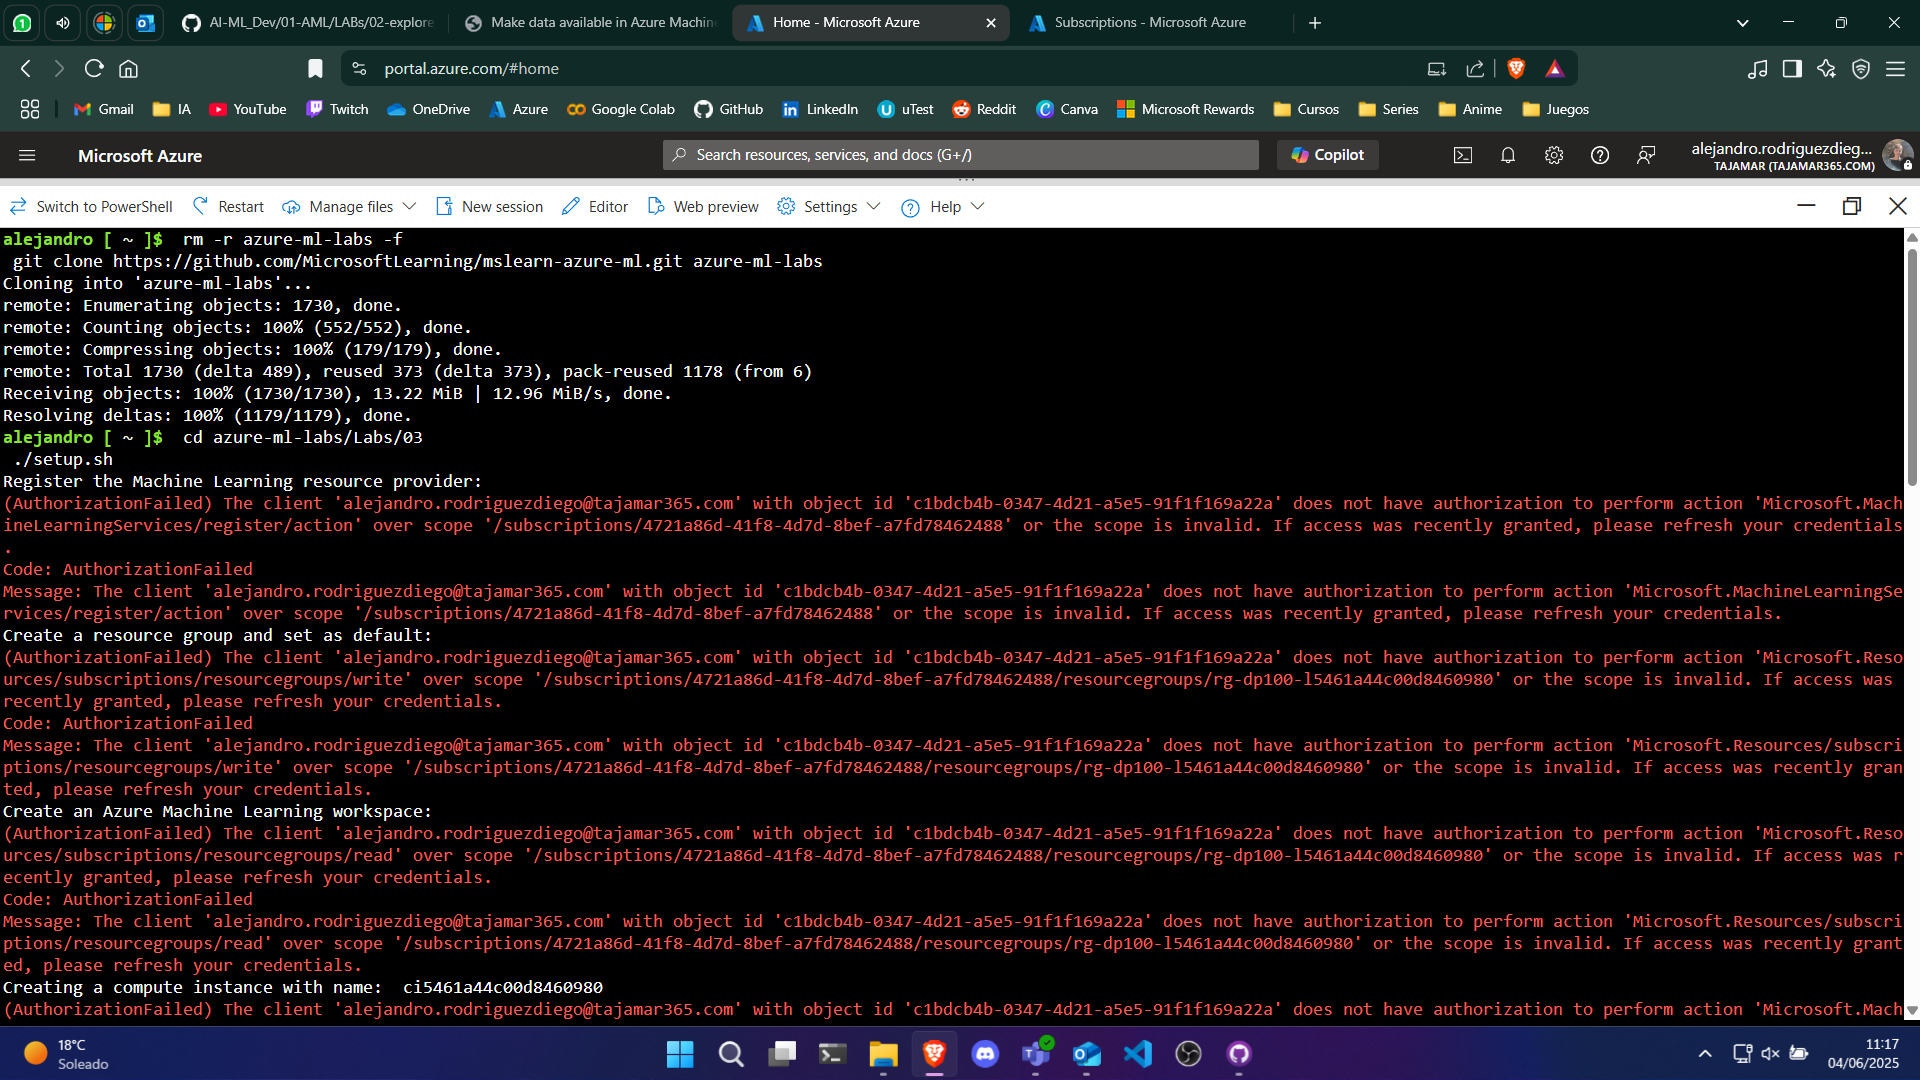 AI-ML_Dev/01-AML/LABs/02-explore
Make data available in Azure Machin
Home - Microsoft Azure
Subscriptions - Microsoft Azure
portal.azure.com/#home
Gmail
IA
YouTube
Twitch
OneDrive
Azure
Google Colab
GitHub
LinkedIn
uTest
Reddit
Canva
Microsoft Rewards
Cursos
Series
Anime
Juegos
Microsoft Azure
Search resources, services, and docs (G+/)
Copilot
alejandro.rodriguezdieg...
TAJAMAR (TAJAMAR365.COM)
Switch to PowerShell
Restart
Manage files
New session
Editor
Web preview
Settings
Help
alejandro [ ~ ]$  rm -r azure-ml-labs -f
 git clone https://github.com/MicrosoftLearning/mslearn-azure-ml.git azure-ml-labs
Cloning into 'azure-ml-labs'...
remote: Enumerating objects: 1730, done.
remote: Counting objects: 100% (552/552), done.
remote: Compressing objects: 100% (179/179), done.
remote: Total 1730 (delta 489), reused 373 (delta 373), pack-reused 1178 (from 6)
Receiving objects: 100% (1730/1730), 13.22 MiB | 12.96 MiB/s, done.
Resolving deltas: 100% (1179/1179), done.
alejandro [ ~ ]$  cd azure-ml-labs/Labs/03
 ./setup.sh
Register the Machine Learning resource provider:
(AuthorizationFailed) The client 'alejandro.rodriguezdiego@tajamar365.com' with object id 'c1bdcb4b-0347-4d21-a5e5-91f1f169a22a' does not have authorization to perform action 'Microsoft.Mach
ineLearningServices/register/action' over scope '/subscriptions/4721a86d-41f8-4d7d-8bef-a7fd78462488' or the scope is invalid. If access was recently granted, please refresh your credentials
.
Code: AuthorizationFailed
Message: The client 'alejandro.rodriguezdiego@tajamar365.com' with object id 'c1bdcb4b-0347-4d21-a5e5-91f1f169a22a' does not have authorization to perform action 'Microsoft.MachineLearningSe
rvices/register/action' over scope '/subscriptions/4721a86d-41f8-4d7d-8bef-a7fd78462488' or the scope is invalid. If access was recently granted, please refresh your credentials.
Create a resource group and set as default:
(AuthorizationFailed) The client 'alejandro.rodriguezdiego@tajamar365.com' with object id 'c1bdcb4b-0347-4d21-a5e5-91f1f169a22a' does not have authorization to perform action 'Microsoft.Reso
urces/subscriptions/resourcegroups/write' over scope '/subscriptions/4721a86d-41f8-4d7d-8bef-a7fd78462488/resourcegroups/rg-dp100-l5461a44c00d8460980' or the scope is invalid. If access was
recently granted, please refresh your credentials.
Code: AuthorizationFailed
Message: The client 'alejandro.rodriguezdiego@tajamar365.com' with object id 'c1bdcb4b-0347-4d21-a5e5-91f1f169a22a' does not have authorization to perform action 'Microsoft.Resources/subscri
ptions/resourcegroups/write' over scope '/subscriptions/4721a86d-41f8-4d7d-8bef-a7fd78462488/resourcegroups/rg-dp100-l5461a44c00d8460980' or the scope is invalid. If access was recently gran
ted, please refresh your credentials.
Create an Azure Machine Learning workspace:
(AuthorizationFailed) The client 'alejandro.rodriguezdiego@tajamar365.com' with object id 'c1bdcb4b-0347-4d21-a5e5-91f1f169a22a' does not have authorization to perform action 'Microsoft.Reso
urces/subscriptions/resourcegroups/read' over scope '/subscriptions/4721a86d-41f8-4d7d-8bef-a7fd78462488/resourcegroups/rg-dp100-l5461a44c00d8460980' or the scope is invalid. If access was r
ecently granted, please refresh your credentials.
Code: AuthorizationFailed
Message: The client 'alejandro.rodriguezdiego@tajamar365.com' with object id 'c1bdcb4b-0347-4d21-a5e5-91f1f169a22a' does not have authorization to perform action 'Microsoft.Resources/subscri
ptions/resourcegroups/read' over scope '/subscriptions/4721a86d-41f8-4d7d-8bef-a7fd78462488/resourcegroups/rg-dp100-l5461a44c00d8460980' or the scope is invalid. If access was recently grant
ed, please refresh your credentials.
Creating a compute instance with name:  ci5461a44c00d8460980
(AuthorizationFailed) The client 'alejandro.rodriguezdiego@tajamar365.com' with object id 'c1bdcb4b-0347-4d21-a5e5-91f1f169a22a' does not have authorization to perform action 'Microsoft.Mach
18°C
Soleado
11:17
04/06/2025